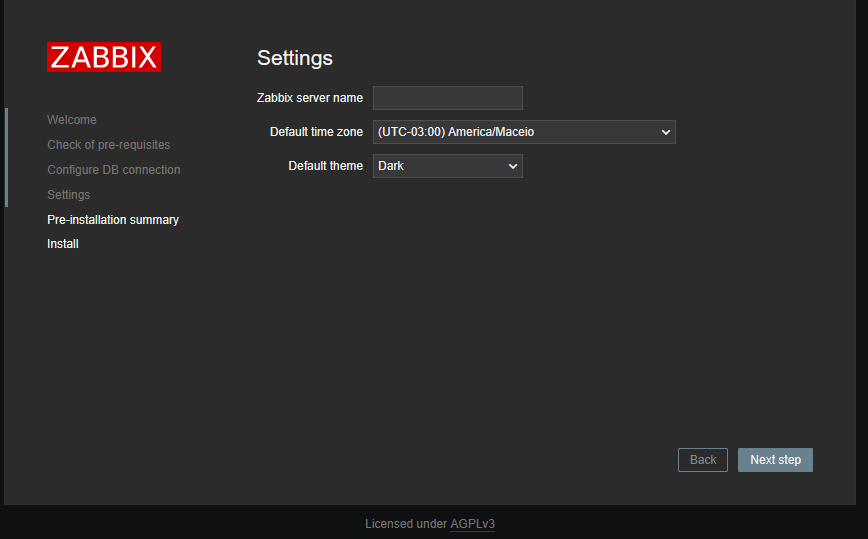 ZABBIX
Welcome
Check of pre-requisites
Configure DB connection
Settings
Pre-installation summary
Install
Settings
Zabbix server name
Default time zone (UTC-03:00) America/Maceio
Default theme Dark
Back Next step
Licensed under AGPLv3